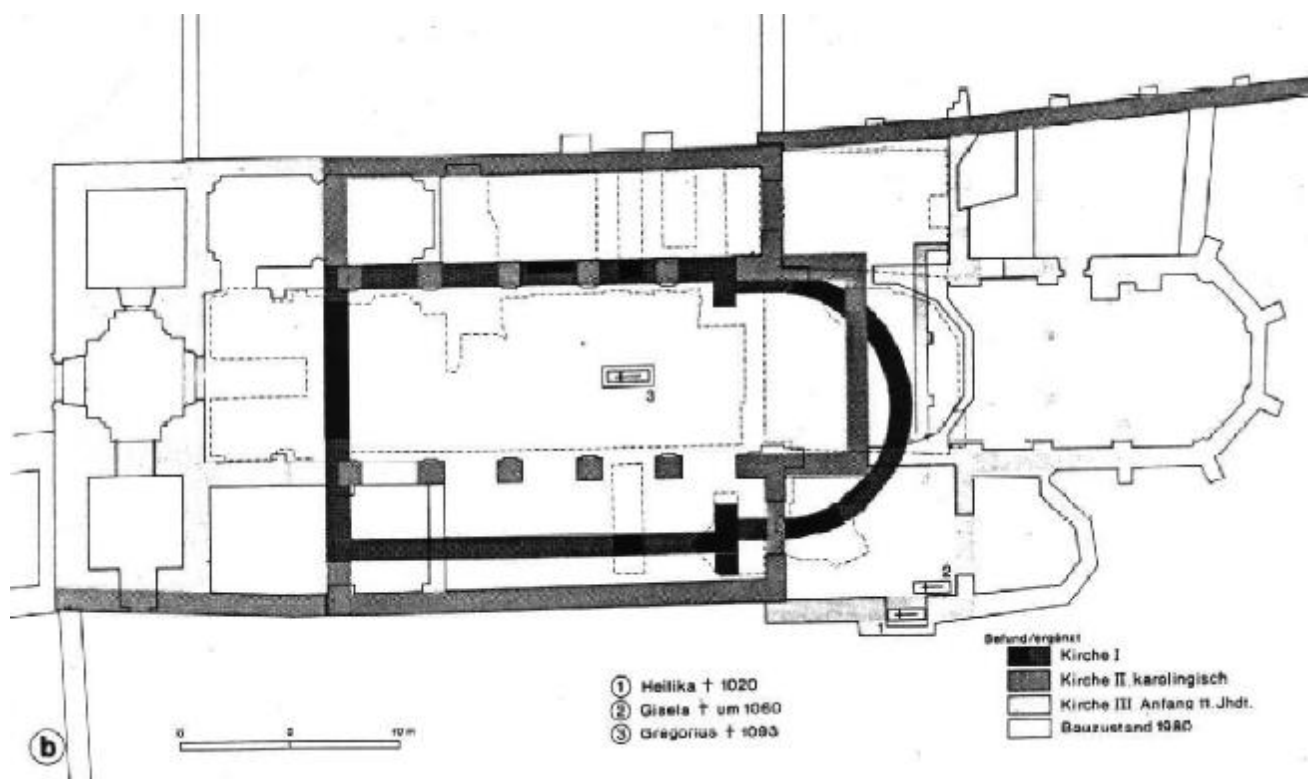 3
2
1
Befund/ergänzt
Kirche I
Kirche II, karolingisch
Kirche III Anfang 11. Jhdt.
Bauzustand 1980
① Heilika † 1020
② Gisela † um 1060
③ Gregorius † 1093
b
0
10 m